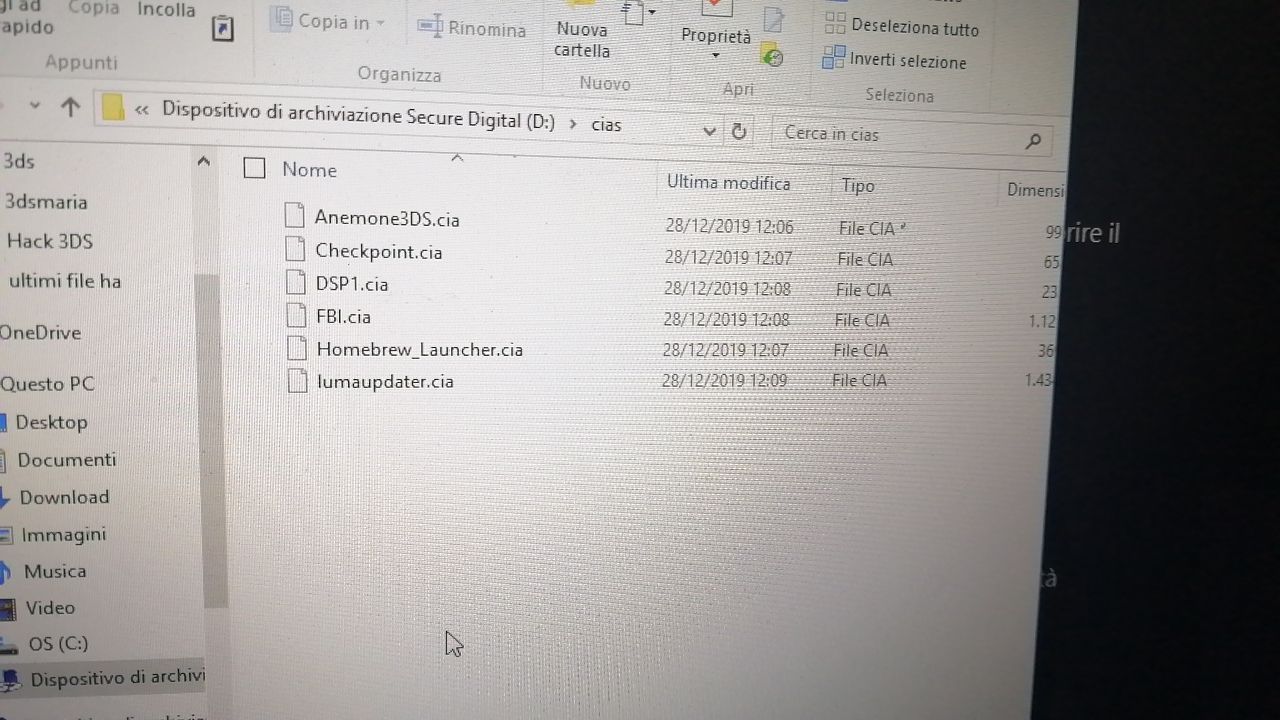 Copia
Incolla
apido
Appunti
Copia in
Rinomina
Organizza
Nuova
cartella
Nuovo
Proprietà
Apri
Deseleziona tutto
Inverti selezione
Seleziona
« Dispositivo di archiviazione Secure Digital (D:) › cias
Cerca in cias
3ds
3dsmaria
Hack 3DS
ultimi file ha
OneDrive
Questo PC
Desktop
Documenti
Download
Immagini
Musica
Video
OS (C:)
Dispositivo di archivi
Nome Ultima modifica Tipo Dimensi
Anemone3DS.cia 28/12/2019 12:06 File CIA 99
Checkpoint.cia 28/12/2019 12:07 File CIA 65
DSP1.cia 28/12/2019 12:08 File CIA 23
FBI.cia 28/12/2019 12:08 File CIA 1.12
Homebrew_Launcher.cia 28/12/2019 12:07 File CIA 36
lumaupdater.cia 28/12/2019 12:09 File CIA 1.43
rire il
tà